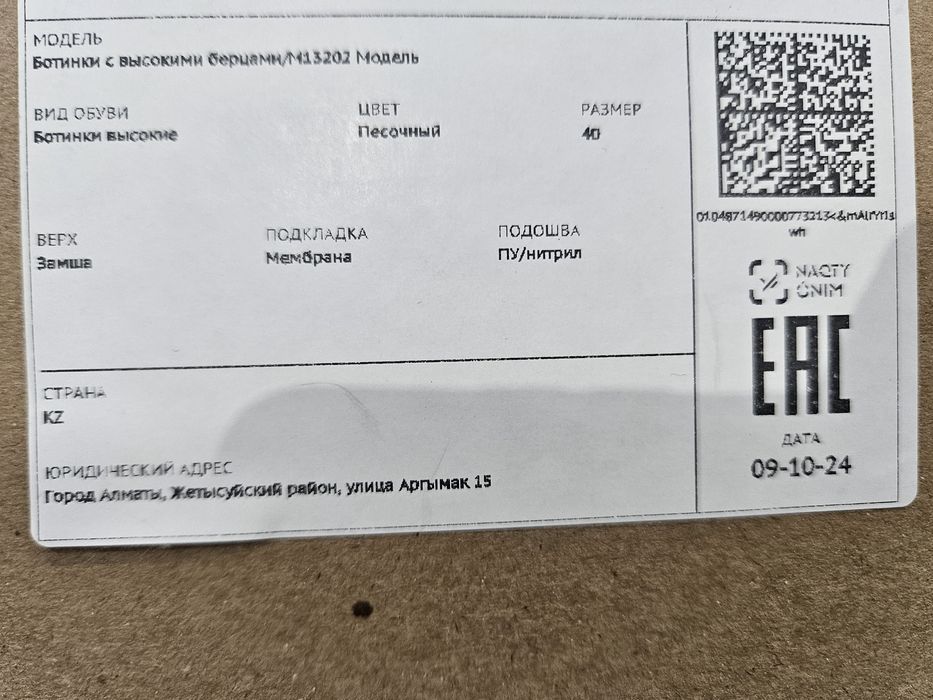 МОДЕЛЬ
Ботинки с высокими берцами/М13202 Модель
ВИД ОБУВИ
Ботинки высокие
ЦВЕТ
Песочный
РАЗМЕР
40
ВЕРХ
Замша
ПОДКЛАДКА
Мембрана
ПОДОШВА
ПУ/нитрил
СТРАНА
KZ
ЮРИДИЧЕСКИЙ АДРЕС
Город Алматы, Жетысуйский район, улица Аргымак 15
NAQTY
ÓNIM
EAC
ДАТА
09-10-24